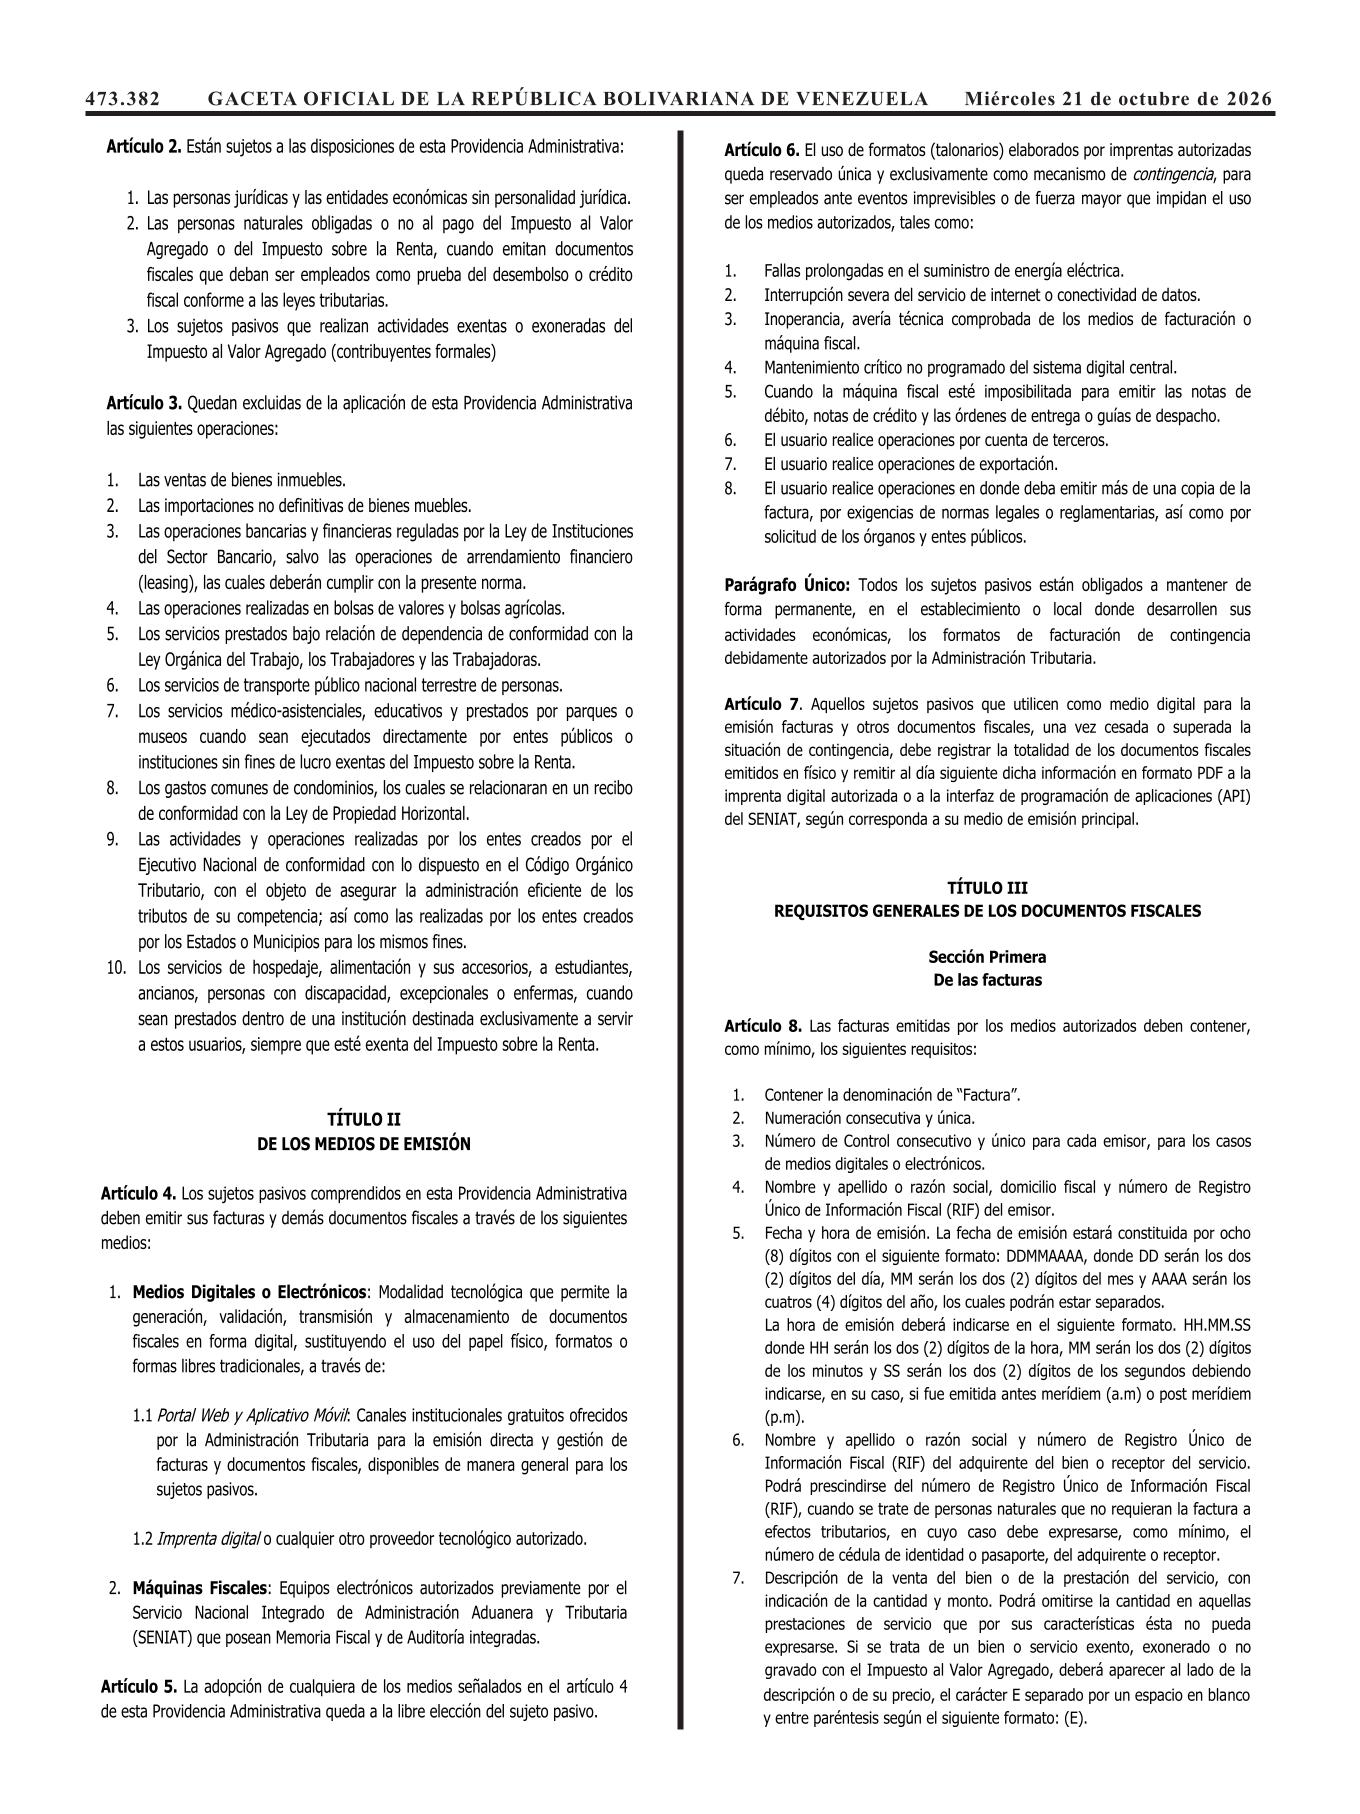 473.382 GACETA OFICIAL DE LA REPÚBLICA BOLIVARIANA DE VENEZUELA Miércoles 21 de octubre de 2026
Artículo 2. Están sujetos a las disposiciones de esta Providencia Administrativa:
1. Las personas jurídicas y las entidades económicas sin personalidad jurídica.
2. Las personas naturales obligadas o no al pago del Impuesto al Valor
Agregado o del Impuesto sobre la Renta, cuando emitan documentos
fiscales que deban ser empleados como prueba del desembolso o crédito
fiscal conforme a las leyes tributarias.
3. Los sujetos pasivos que realizan actividades exentas o exoneradas del
Impuesto al Valor Agregado (contribuyentes formales)
Artículo 3. Quedan excluidas de la aplicación de esta Providencia Administrativa
las siguientes operaciones:
1. Las ventas de bienes inmuebles.
2. Las importaciones no definitivas de bienes muebles.
3. Las operaciones bancarias y financieras reguladas por la Ley de Instituciones
del Sector Bancario, salvo las operaciones de arrendamiento financiero
(leasing), las cuales deberán cumplir con la presente norma.
4. Las operaciones realizadas en bolsas de valores y bolsas agrícolas.
5. Los servicios prestados bajo relación de dependencia de conformidad con la
Ley Orgánica del Trabajo, los Trabajadores y las Trabajadoras.
6. Los servicios de transporte público nacional terrestre de personas.
7. Los servicios médico-asistenciales, educativos y prestados por parques o
museos cuando sean ejecutados directamente por entes públicos o
instituciones sin fines de lucro exentas del Impuesto sobre la Renta.
8. Los gastos comunes de condominios, los cuales se relacionaran en un recibo
de conformidad con la Ley de Propiedad Horizontal.
9. Las actividades y operaciones realizadas por los entes creados por el
Ejecutivo Nacional de conformidad con lo dispuesto en el Código Orgánico
Tributario, con el objeto de asegurar la administración eficiente de los
tributos de su competencia; así como las realizadas por los entes creados
por los Estados o Municipios para los mismos fines.
10. Los servicios de hospedaje, alimentación y sus accesorios, a estudiantes,
ancianos, personas con discapacidad, excepcionales o enfermas, cuando
sean prestados dentro de una institución destinada exclusivamente a servir
a estos usuarios, siempre que esté exenta del Impuesto sobre la Renta.
TÍTULO II
DE LOS MEDIOS DE EMISIÓN
Artículo 4. Los sujetos pasivos comprendidos en esta Providencia Administrativa
deben emitir sus facturas y demás documentos fiscales a través de los siguientes
medios:
1. Medios Digitales o Electrónicos: Modalidad tecnológica que permite la
generación, validación, transmisión y almacenamiento de documentos
fiscales en forma digital, sustituyendo el uso del papel físico, formatos o
formas libres tradicionales, a través de:
1.1 Portal Web y Aplicativo Móvil: Canales institucionales gratuitos ofrecidos
por la Administración Tributaria para la emisión directa y gestión de
facturas y documentos fiscales, disponibles de manera general para los
sujetos pasivos.
1.2 Imprenta digital o cualquier otro proveedor tecnológico autorizado.
2. Máquinas Fiscales: Equipos electrónicos autorizados previamente por el
Servicio Nacional Integrado de Administración Aduanera y Tributaria
(SENIAT) que posean Memoria Fiscal y de Auditoría integradas.
Artículo 5. La adopción de cualquiera de los medios señalados en el artículo 4
de esta Providencia Administrativa queda a la libre elección del sujeto pasivo.
Artículo 6. El uso de formatos (talonarios) elaborados por imprentas autorizadas
queda reservado única y exclusivamente como mecanismo de contingencia, para
ser empleados ante eventos imprevisibles o de fuerza mayor que impidan el uso
de los medios autorizados, tales como:
1. Fallas prolongadas en el suministro de energía eléctrica.
2. Interrupción severa del servicio de internet o conectividad de datos.
3. Inoperancia, avería técnica comprobada de los medios de facturación o
máquina fiscal.
4. Mantenimiento crítico no programado del sistema digital central.
5. Cuando la máquina fiscal esté imposibilitada para emitir las notas de
débito, notas de crédito y las órdenes de entrega o guías de despacho.
6. El usuario realice operaciones por cuenta de terceros.
7. El usuario realice operaciones de exportación.
8. El usuario realice operaciones en donde deba emitir más de una copia de la
factura, por exigencias de normas legales o reglamentarias, así como por
solicitud de los órganos y entes públicos.
Parágrafo Único: Todos los sujetos pasivos están obligados a mantener de
forma permanente, en el establecimiento o local donde desarrollen sus
actividades económicas, los formatos de facturación de contingencia
debidamente autorizados por la Administración Tributaria.
Artículo 7. Aquellos sujetos pasivos que utilicen como medio digital para la
emisión facturas y otros documentos fiscales, una vez cesada o superada la
situación de contingencia, debe registrar la totalidad de los documentos fiscales
emitidos en físico y remitir al día siguiente dicha información en formato PDF a la
imprenta digital autorizada o a la interfaz de programación de aplicaciones (API)
del SENIAT, según corresponda a su medio de emisión principal.
TÍTULO III
REQUISITOS GENERALES DE LOS DOCUMENTOS FISCALES
Sección Primera
De las facturas
Artículo 8. Las facturas emitidas por los medios autorizados deben contener,
como mínimo, los siguientes requisitos:
1. Contener la denominación de “Factura”.
2. Numeración consecutiva y única.
3. Número de Control consecutivo y único para cada emisor, para los casos
de medios digitales o electrónicos.
4. Nombre y apellido o razón social, domicilio fiscal y número de Registro
Único de Información Fiscal (RIF) del emisor.
5. Fecha y hora de emisión. La fecha de emisión estará constituida por ocho
(8) dígitos con el siguiente formato: DDMMAAAA, donde DD serán los dos
(2) dígitos del día, MM serán los dos (2) dígitos del mes y AAAA serán los
cuatros (4) dígitos del año, los cuales podrán estar separados.
La hora de emisión deberá indicarse en el siguiente formato. HH.MM.SS
donde HH serán los dos (2) dígitos de la hora, MM serán los dos (2) dígitos
de los minutos y SS serán los dos (2) dígitos de los segundos debiendo
indicarse, en su caso, si fue emitida antes merídiem (a.m) o post merídiem
(p.m).
6. Nombre y apellido o razón social y número de Registro Único de
Información Fiscal (RIF) del adquirente del bien o receptor del servicio.
Podrá prescindirse del número de Registro Único de Información Fiscal
(RIF), cuando se trate de personas naturales que no requieran la factura a
efectos tributarios, en cuyo caso debe expresarse, como mínimo, el
número de cédula de identidad o pasaporte, del adquirente o receptor.
7. Descripción de la venta del bien o de la prestación del servicio, con
indicación de la cantidad y monto. Podrá omitirse la cantidad en aquellas
prestaciones de servicio que por sus características ésta no pueda
expresarse. Si se trata de un bien o servicio exento, exonerado o no
gravado con el Impuesto al Valor Agregado, deberá aparecer al lado de la
descripción o de su precio, el carácter E separado por un espacio en blanco
y entre paréntesis según el siguiente formato: (E).